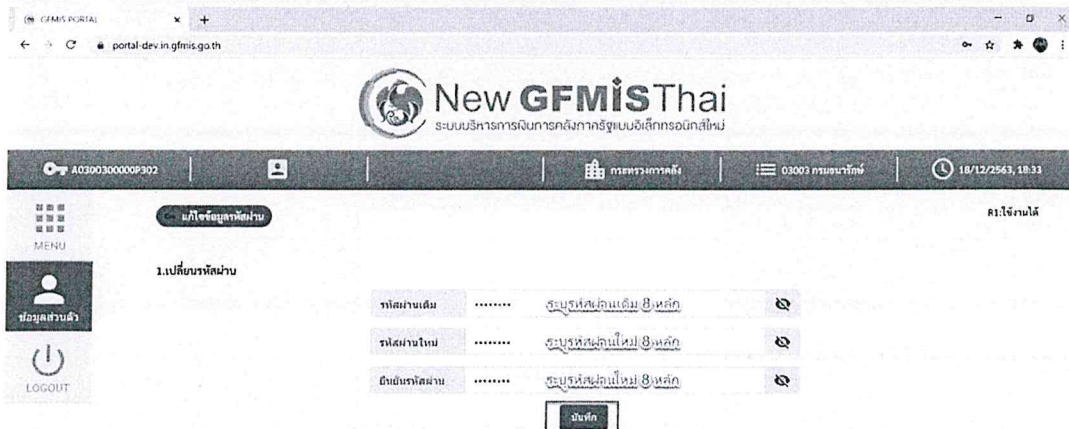 GFMIS PORTAL
portal-dev.in.gfmis.go.th
New GFMIS Thai
ระบบบริหารการเงินการคลังภาครัฐแบบอิเล็กทรอนิกส์ใหม่
A03003000000P302 กระทรวงการคลัง 03003 กรมธนารักษ์ 18/12/2563, 18:33
MENU แก้ไขข้อมูลรหัสผ่าน R1:ใช้งานได้
1.เปลี่ยนรหัสผ่าน
ข้อมูลส่วนตัว
รหัสผ่านเดิม •••••••• ระบุรหัสผ่านเดิม 8 หลัก
รหัสผ่านใหม่ •••••••• ระบุรหัสผ่านใหม่ 8 หลัก
LOGOUT
ยืนยันรหัสผ่าน •••••••• ระบุรหัสผ่านใหม่ 8 หลัก
บันทึก